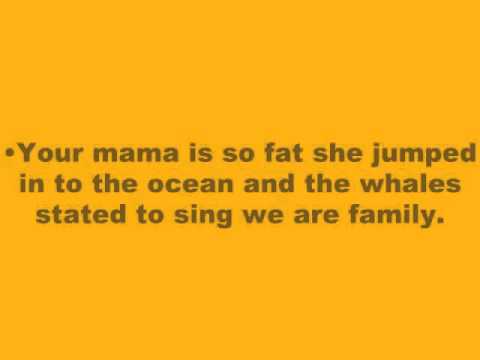 •Your mama is so fat she jumped
in to the ocean and the whales
stated to sing we are family.